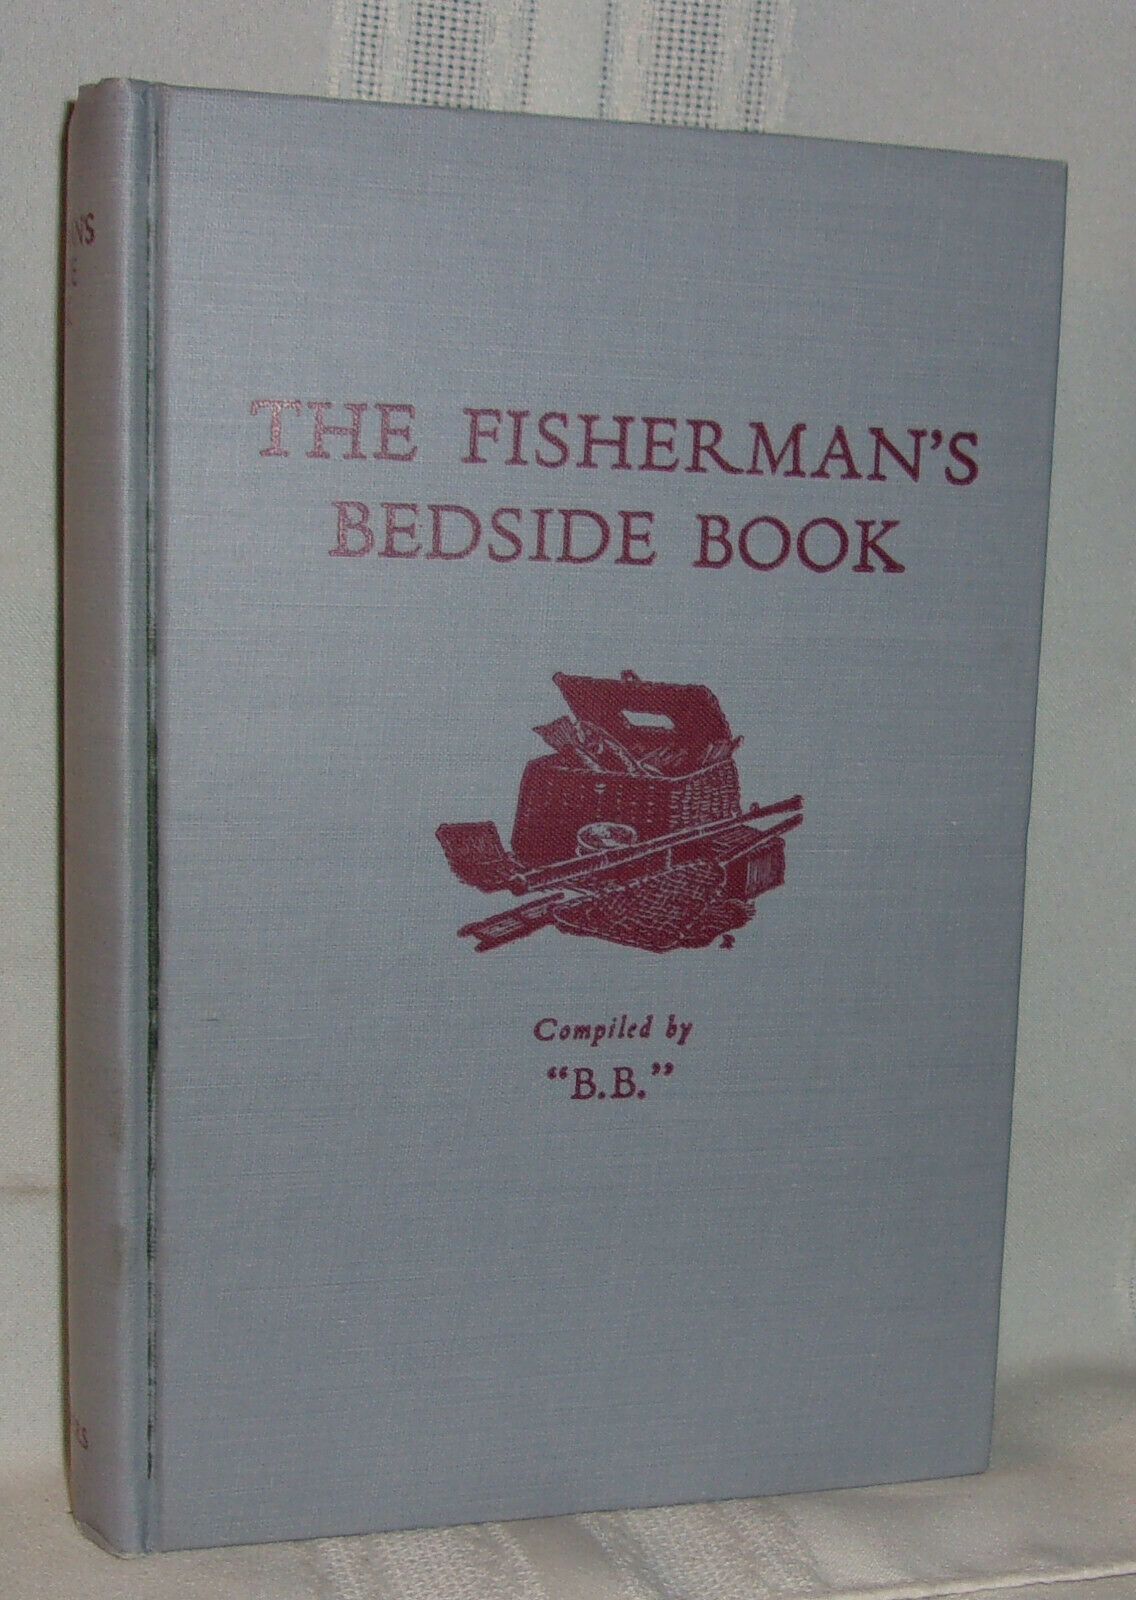 THE FISHERMAN'S
BEDSIDE BOOK
Compiled by
"B.B."